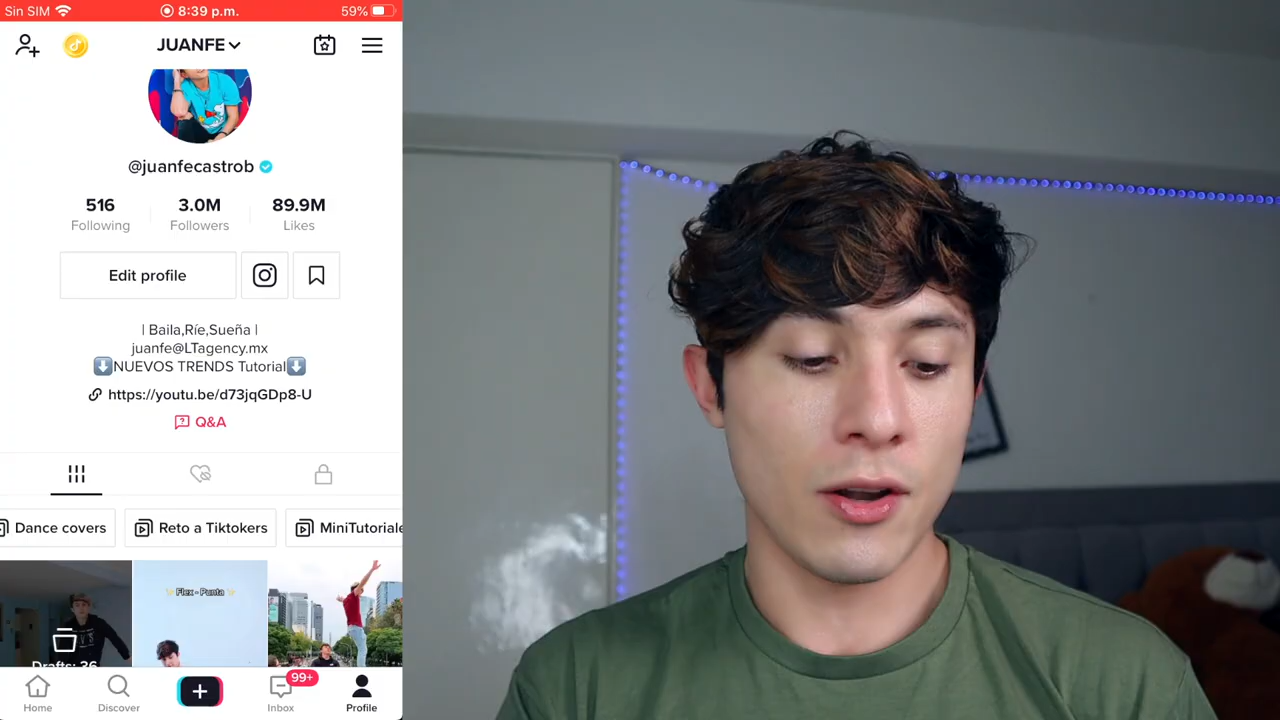 Sin SIM
8:39 p.m.
59%
JUANFE
@juanfecastrob
516
3.0M
89.9M
Following
Followers
Likes
Edit profile
| Baila,Ríe,Sueña |
juanfe@LTagency.mx
⬇️NUEVOS TRENDS Tutorial⬇️
https://youtu.be/d73jqGDp8-U
Q&A
Dance covers
Reto a Tiktokers
MiniTutoriale
Flex - Punta
Drafts: 36
99+
Home
Discover
Inbox
Profile